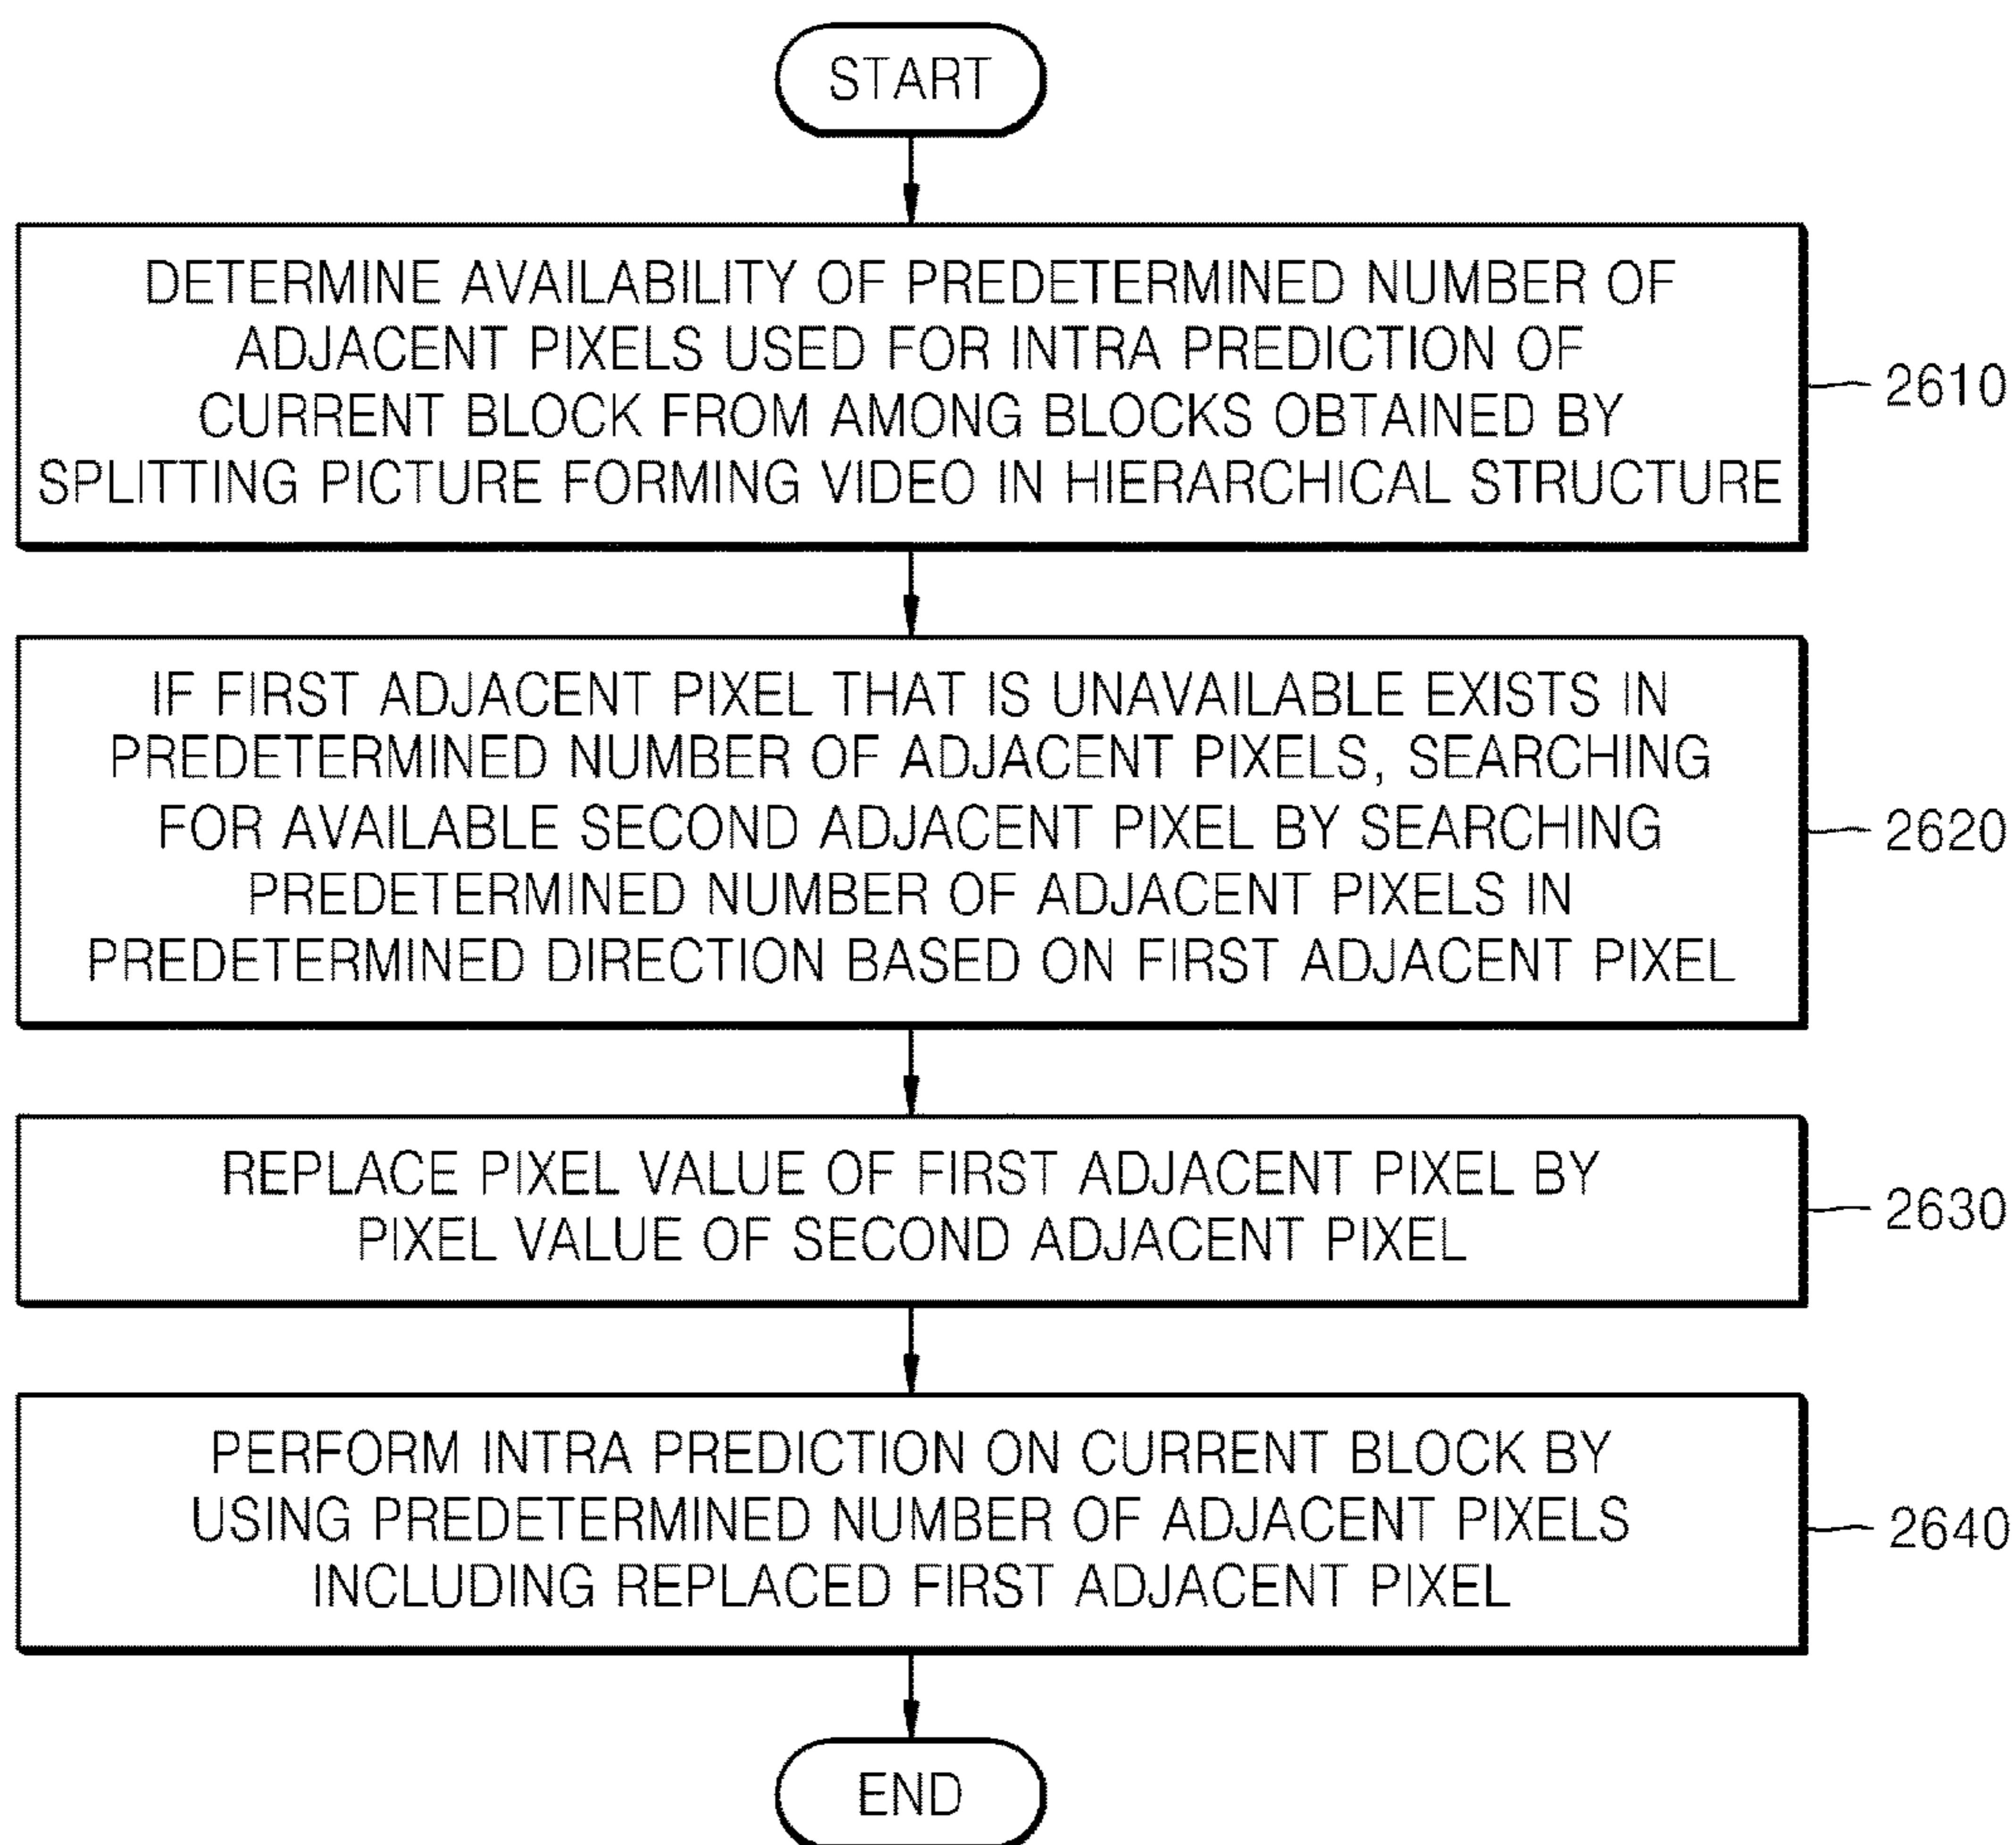 START
DETERMINE AVAILABILITY OF PREDETERMINED NUMBER OF
ADJACENT PIXELS USED FOR INTRA PREDICTION OF
CURRENT BLOCK FROM AMONG BLOCKS OBTAINED BY
SPLITTING PICTURE FORMING VIDEO IN HIERARCHICAL STRUCTURE
2610
IF FIRST ADJACENT PIXEL THAT IS UNAVAILABLE EXISTS IN
PREDETERMINED NUMBER OF ADJACENT PIXELS, SEARCHING
FOR AVAILABLE SECOND ADJACENT PIXEL BY SEARCHING
PREDETERMINED NUMBER OF ADJACENT PIXELS IN
PREDETERMINED DIRECTION BASED ON FIRST ADJACENT PIXEL
2620
REPLACE PIXEL VALUE OF FIRST ADJACENT PIXEL BY
PIXEL VALUE OF SECOND ADJACENT PIXEL
2630
PERFORM INTRA PREDICTION ON CURRENT BLOCK BY
USING PREDETERMINED NUMBER OF ADJACENT PIXELS
INCLUDING REPLACED FIRST ADJACENT PIXEL
2640
END